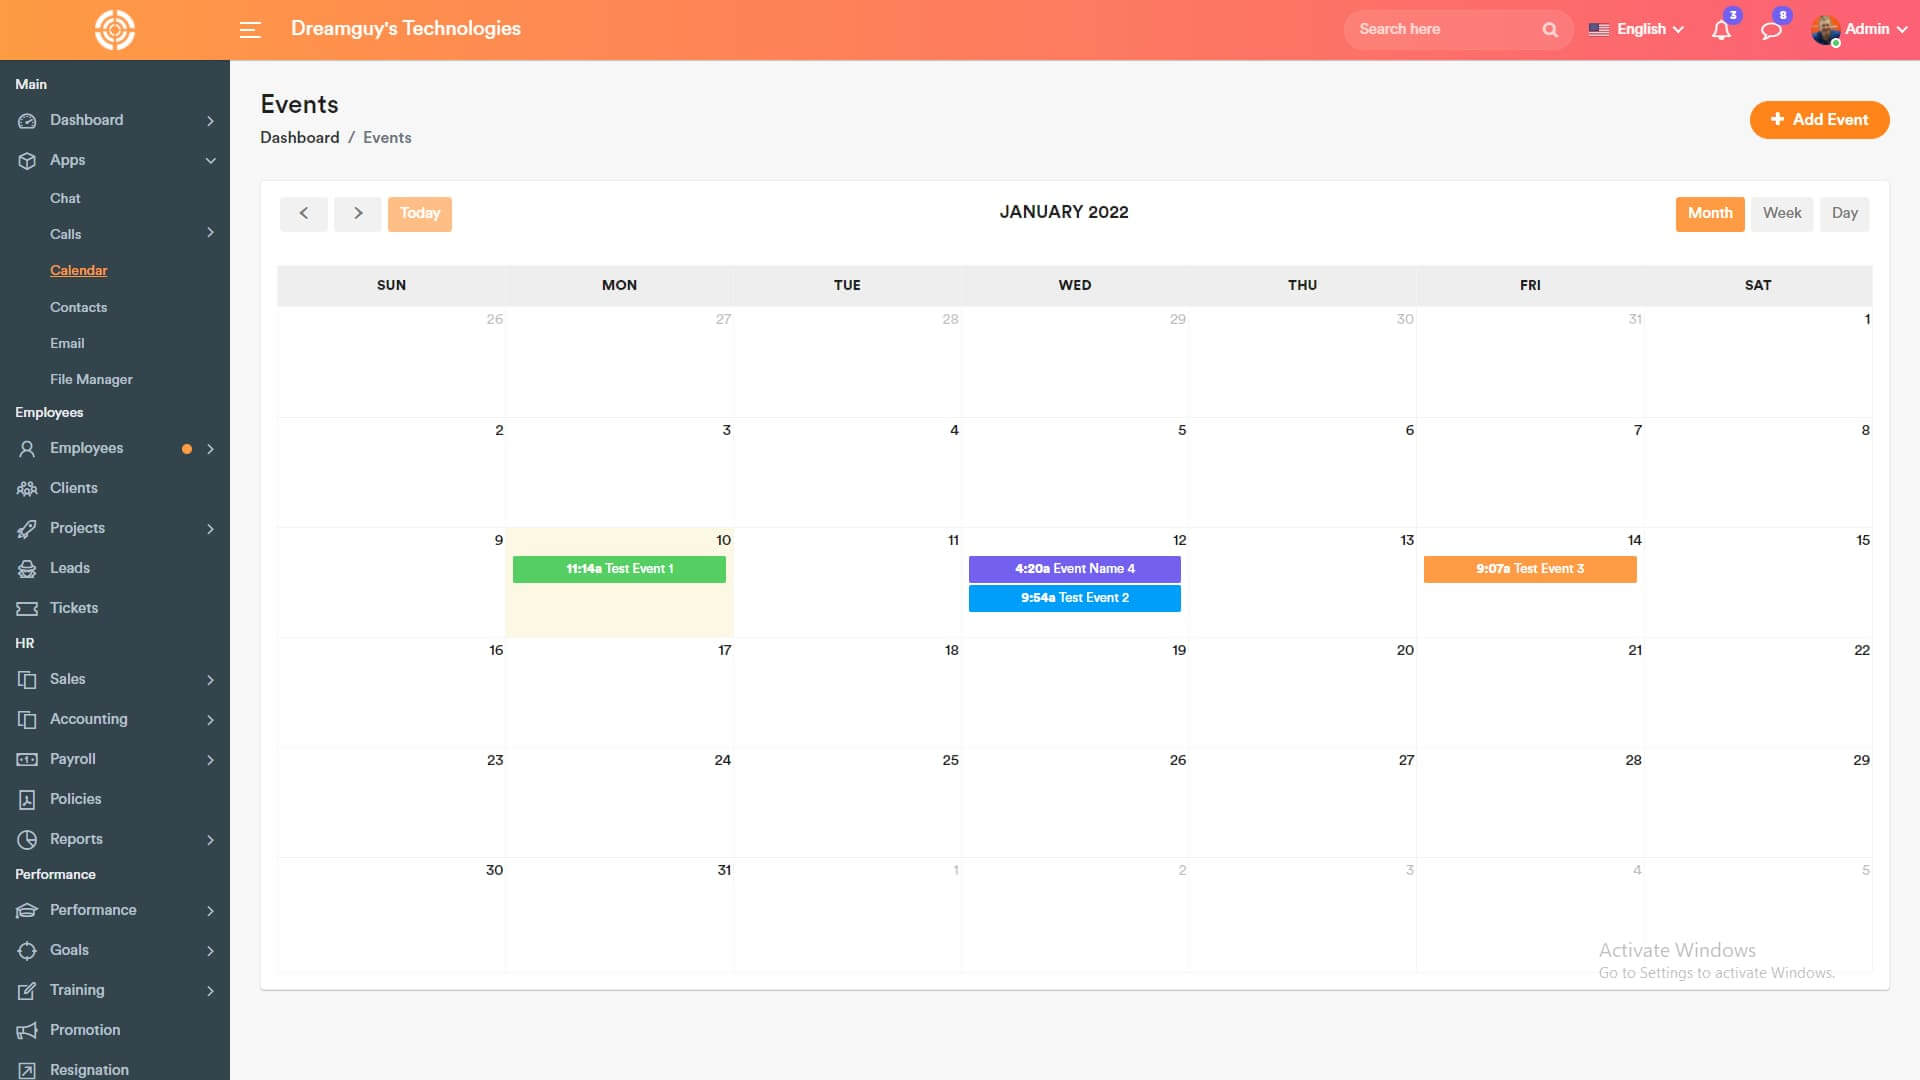 Dreamguy's Technologies
Search here
English
3
8
Admin
Main
Dashboard
Apps
Chat
Calls
Calendar
Contacts
Email
File Manager
Employees
Employees
Clients
Projects
Leads
Tickets
HR
Sales
Accounting
Payroll
Policies
Reports
Performance
Performance
Goals
Training
Promotion
Resignation
Events
Dashboard / Events
+ Add Event
Today
JANUARY 2022
Month Week Day
SUN MON TUE WED THU FRI SAT
26 27 28 29 30 31 1
2 3 4 5 6 7 8
9 10 11 12 13 14 15
11:14a Test Event 1
4:20a Event Name 4
9:07a Test Event 3
9:54a Test Event 2
16 17 18 19 20 21 22
23 24 25 26 27 28 29
30 31 1 2 3 4 5
Activate Windows
Go to Settings to activate Windows.